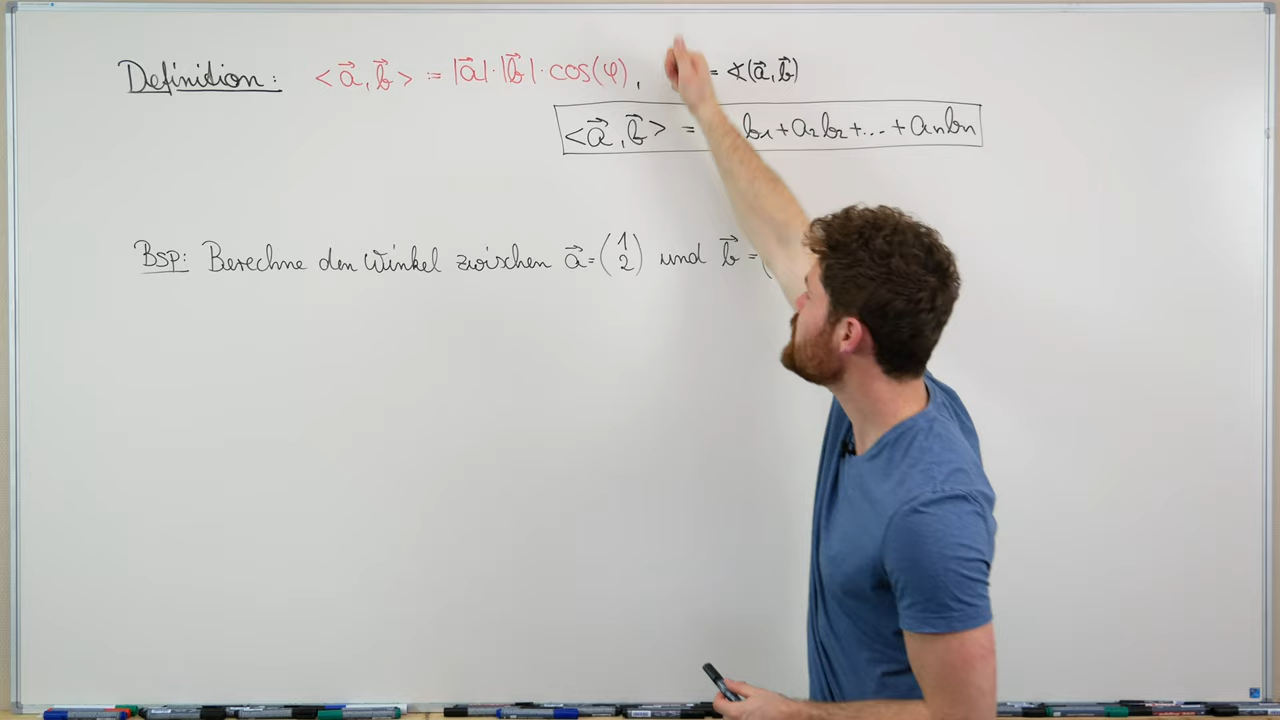 Definition: <a⃗,b⃗> := |a⃗|·|b⃗|·cos(φ), = ∢(a⃗,b⃗)
<a⃗,b⃗> = b₁+a₂b₂+...+aₙbₙ
Bsp: Berechne den Winkel zwischen a⃗=(1 2) und b⃗ =(